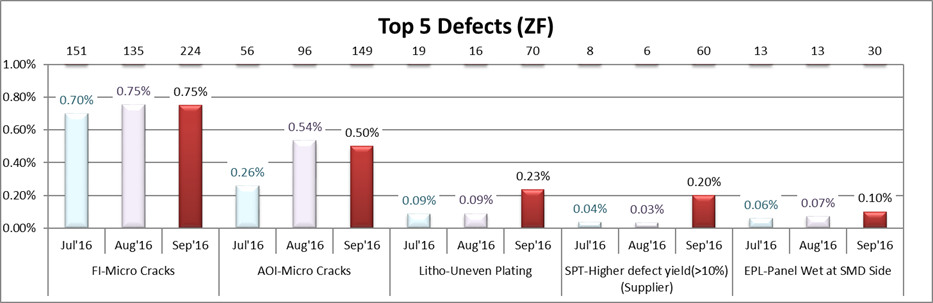 Top 5 Defects (ZF)
151 135 224 56 96 149 19 16 70 8 6 60 13 13 30
1.00%
0.80%
0.60%
0.40%
0.20%
0.00%
0.70% 0.75% 0.75% 0.26% 0.54% 0.50% 0.09% 0.09% 0.23% 0.04% 0.03% 0.20% 0.06% 0.07% 0.10%
Jul'16 Aug'16 Sep'16 Jul'16 Aug'16 Sep'16 Jul'16 Aug'16 Sep'16 Jul'16 Aug'16 Sep'16 Jul'16 Aug'16 Sep'16
FI-Micro Cracks
AOI-Micro Cracks
Litho-Uneven Plating
SPT-Higher defect yield(>10%)
(Supplier)
EPL-Panel Wet at SMD Side